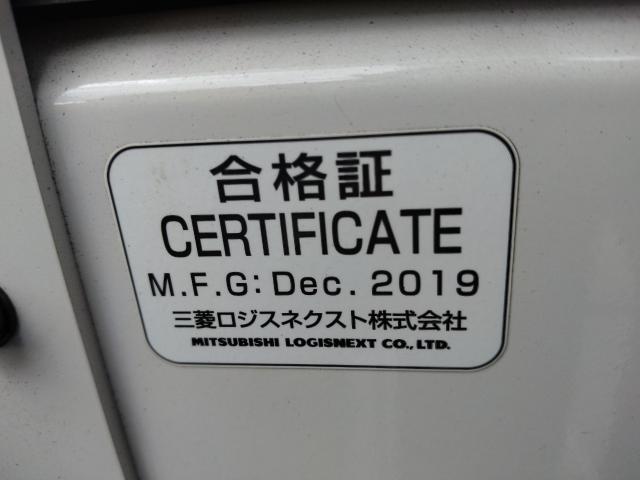 合格証
CERTIFICATE
M.F.G: Dec. 2019
三菱ロジスネクスト株式会社
MITSUBISHI LOGISNEXT CO., LTD.